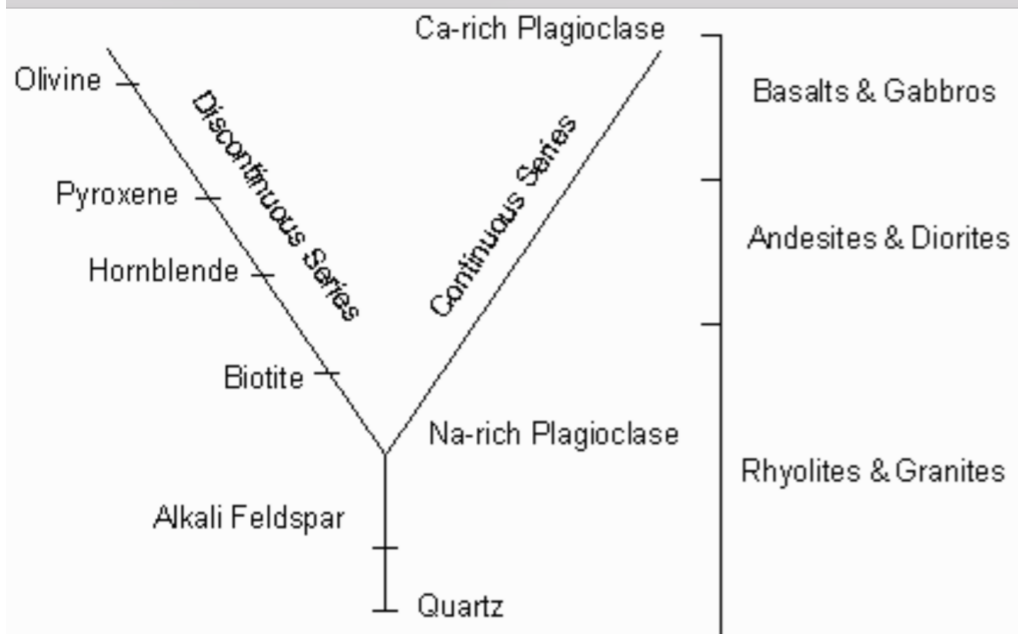 Ca-rich Plagioclase
Olivine
Discontinuous Series
Continuous Series
Basalts & Gabbros
Pyroxene
Andesites & Diorites
Hornblende
Biotite
Na-rich Plagioclase
Rhyolites & Granites
Alkali Feldspar
Quartz